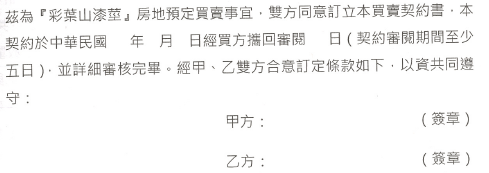 茲為『彩葉山漆莖』房地預定買賣事宜，雙方同意訂立本買賣契約書，本
契約於中華民國　年　月　日經買方攜回審閱　日（契約審閱期間至少
五日），並詳細審核完畢。經甲、乙雙方合意訂定條款如下，以資共同遵
守：
甲方：　（簽章）
乙方：　（簽章）